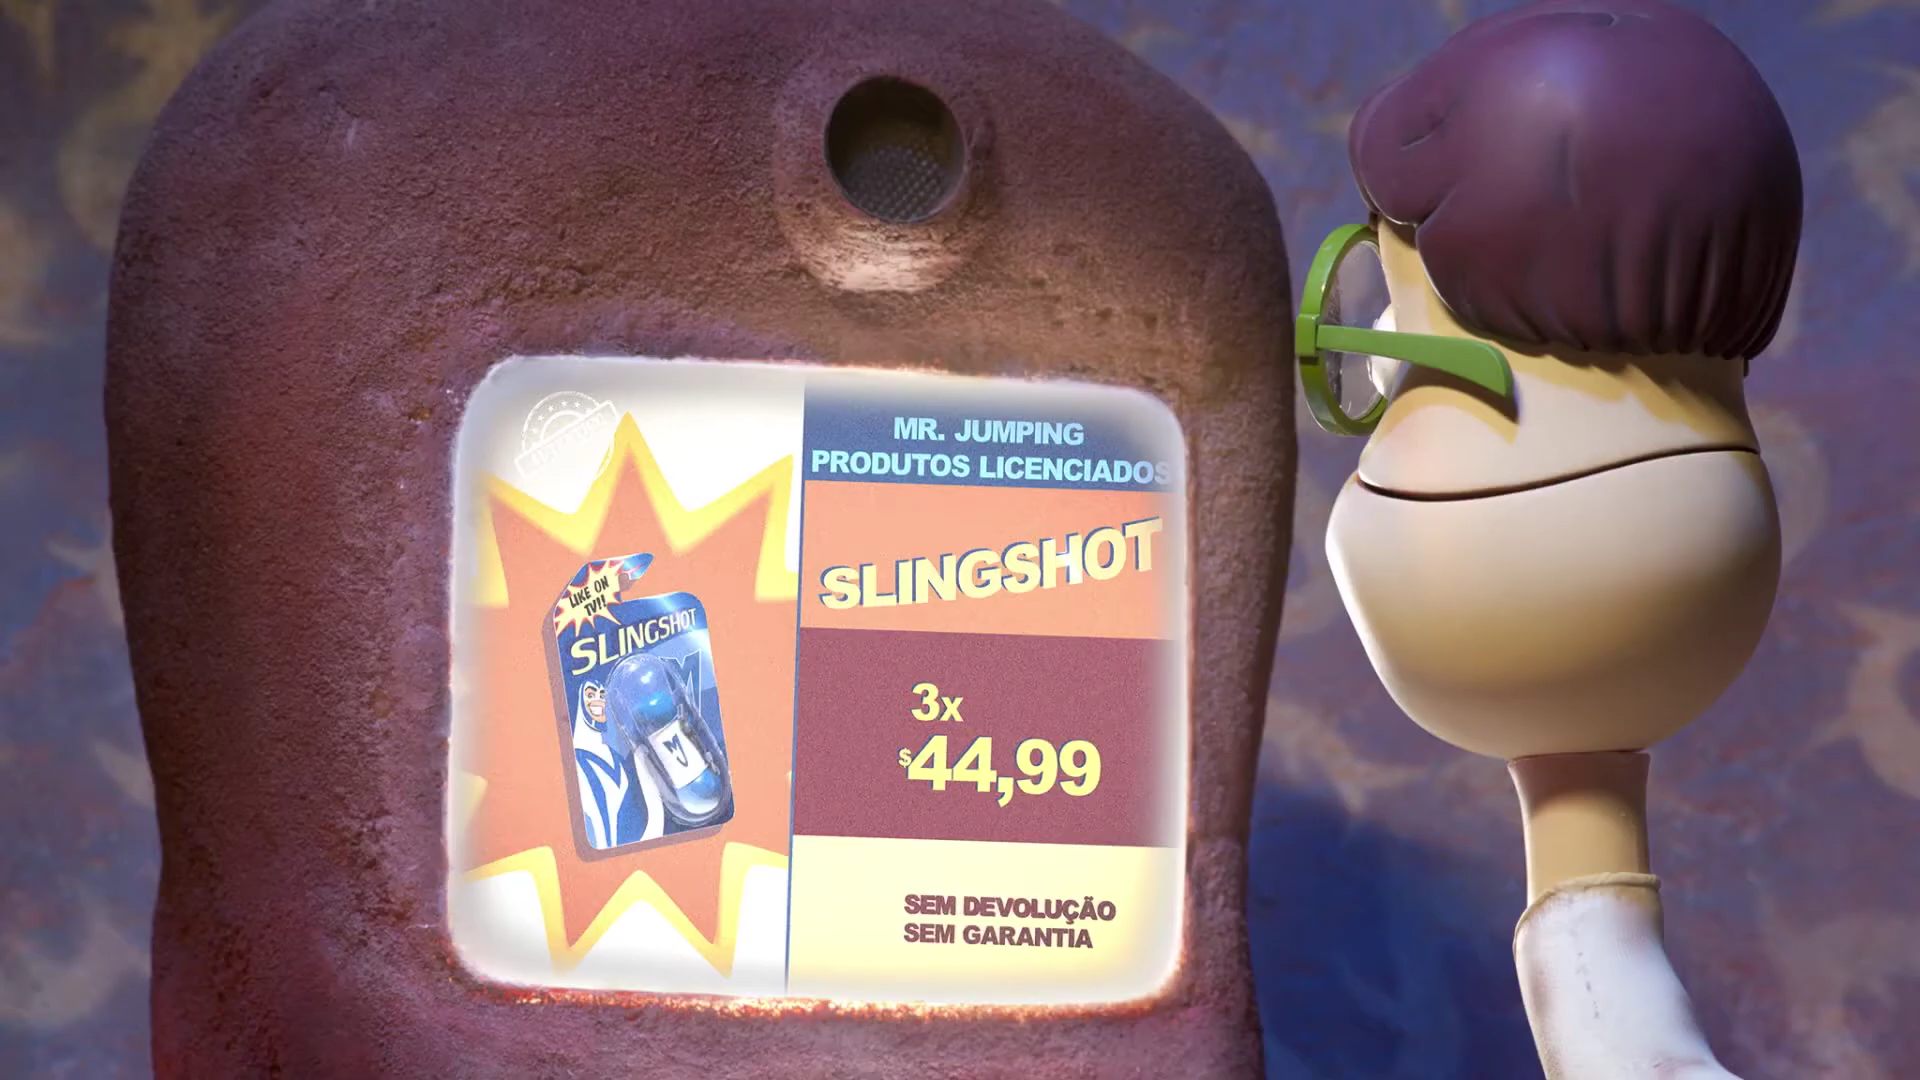 LIKE ON
TV!!
SLINGSHOT
M
MR. JUMPING
PRODUTOS LICENCIADOS
SLINGSHOT
3x
$44,99
SEM DEVOLUÇÃO
SEM GARANTIA